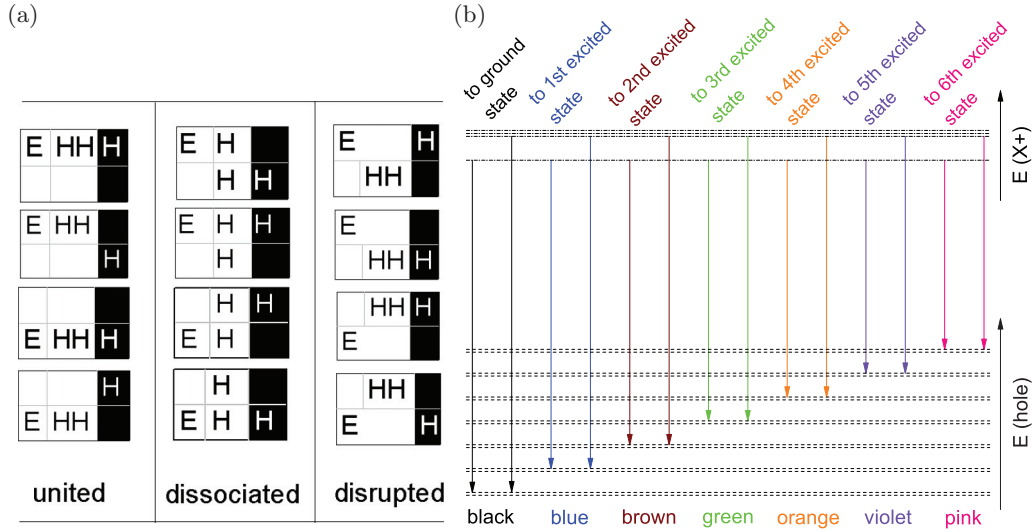 (a)
E HH H
E HH
H
E HH H
H
E HH
united
E H
H H
E H H
H
H H
E H
H
E H H
dissociated
E H
HH
E
HH H
HH H
E
HH
E H
disrupted
(b)
to ground
state
to 1st excited
state
to 2nd excited
state
to 3rd excited
state
to 4th excited
state
to 5th excited
state
to 6th excited
state
E (X+)
E (hole)
black blue brown green orange violet pink